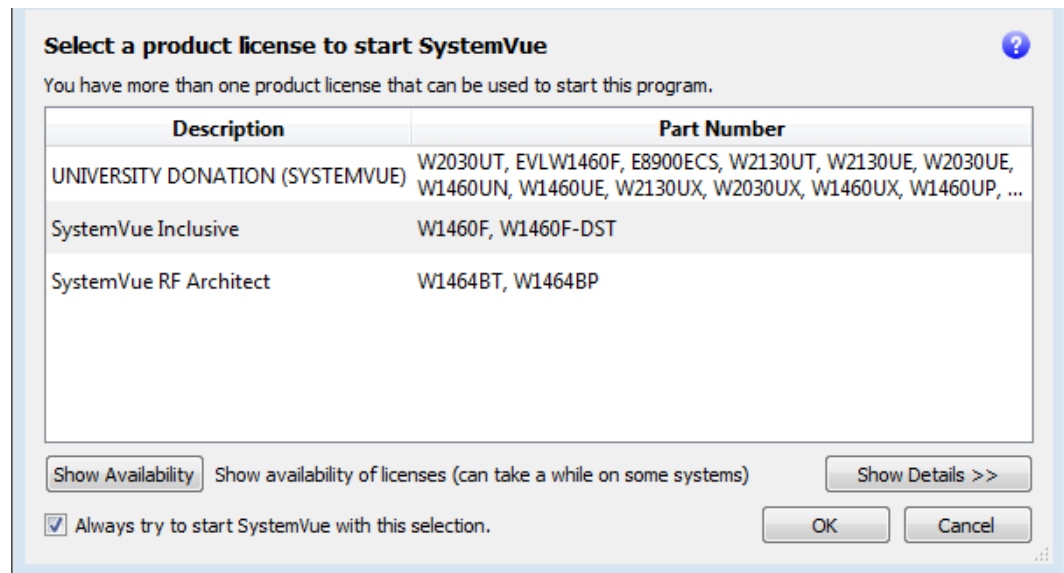 Select a product license to start SystemVue
?
You have more than one product license that can be used to start this program.
Description Part Number
UNIVERSITY DONATION (SYSTEMVUE) W2030UT, EVLW1460F, E8900ECS, W2130UT, W2130UE, W2030UE,
W1460UN, W1460UE, W2130UX, W2030UX, W1460UX, W1460UP, ...
SystemVue Inclusive W1460F, W1460F-DST
SystemVue RF Architect W1464BT, W1464BP
Show Availability Show availability of licenses (can take a while on some systems) Show Details >>
Always try to start SystemVue with this selection. OK Cancel